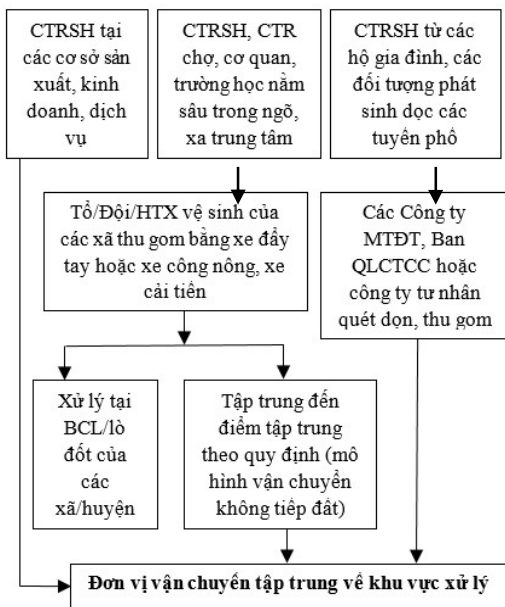 CTRSH tại
các cơ sở sản
xuất, kinh
doanh, dịch
vụ
CTRSH, CTR
chợ, cơ quan,
trường học nằm
sâu trong ngõ,
xa trung tâm
CTRSH từ các
hộ gia đình, các
đối tượng phát
sinh dọc các
tuyến phố
Tổ/Đội/HTX vệ sinh của
các xã thu gom bằng xe đẩy
tay hoặc xe công nông, xe
cải tiến
Các Công ty
MTĐT, Ban
QLCTCC hoặc
công ty tư nhân
quét dọn, thu gom
Xử lý tại
BCL/lò
đốt của
các
xã/huyện
Tập trung đến
điểm tập trung
theo quy định (mô
hình vận chuyển
không tiếp đất)
Đơn vị vận chuyển tập trung về khu vực xử lý